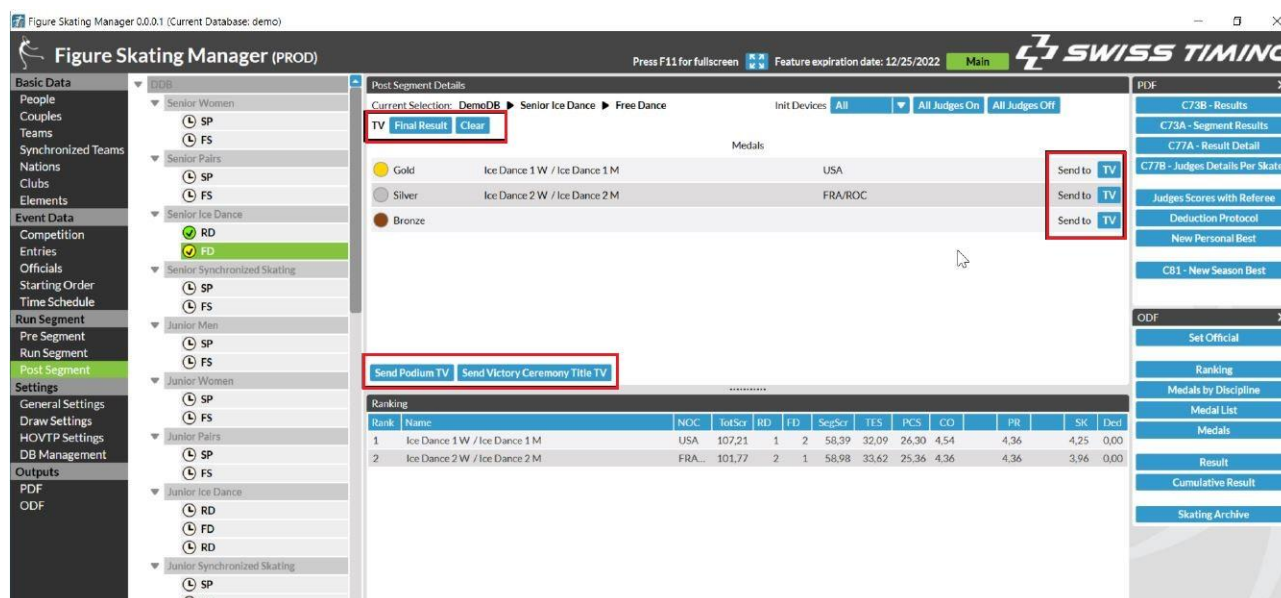 Figure Skating Manager 0.0.0.1 (Current Database: demo)
Figure Skating Manager (PROD)
Press F11 for fullscreen
Feature expiration date: 12/25/2022
Main
SWISS TIMING
Basic Data
People
Couples
Teams
Synchronized Teams
Nations
Clubs
Elements
Event Data
Competition
Entries
Officials
Starting Order
Time Schedule
Run Segment
Pre Segment
Run Segment
Post Segment
Settings
General Settings
Draw Settings
HOVTP Settings
DB Management
Outputs
PDF
ODF
DDB
Senior Women
SP
FS
Senior Pairs
SP
FS
Senior Ice Dance
RD
FD
Senior Synchronized Skating
SP
FS
Junior Men
SP
FS
Junior Women
SP
FS
Junior Pairs
SP
FS
Junior Ice Dance
RD
FD
RD
Junior Synchronized Skating
SP
Post Segment Details
Current Selection: DemoDB ▶ Senior Ice Dance ▶ Free Dance Init Devices All All Judges On All Judges Off
TV Final Result Clear
Medals
Gold Ice Dance 1 W / Ice Dance 1 M USA Send to TV
Silver Ice Dance 2 W / Ice Dance 2 M FRA/ROC Send to TV
Bronze Send to TV
Send Podium TV Send Victory Ceremony Title TV
Ranking
Rank Name NOC TotScr RD FD SegScr TES PCS CO PR SK Ded
1 Ice Dance 1 W / Ice Dance 1 M USA 107,21 1 2 58,39 32,09 26,30 4,54 4,36 4,25 0,00
2 Ice Dance 2 W / Ice Dance 2 M FRA... 101,77 2 1 58,98 33,62 25,36 4,36 4,36 3,96 0,00
PDF
C73B - Results
C73A - Segment Results
C77A - Result Detail
C77B - Judges Details Per Skate
Judges Scores with Referee
Deduction Protocol
New Personal Best
C81 - New Season Best
ODF
Set Official
Ranking
Medals by Discipline
Medal List
Medals
Result
Cumulative Result
Skating Archive